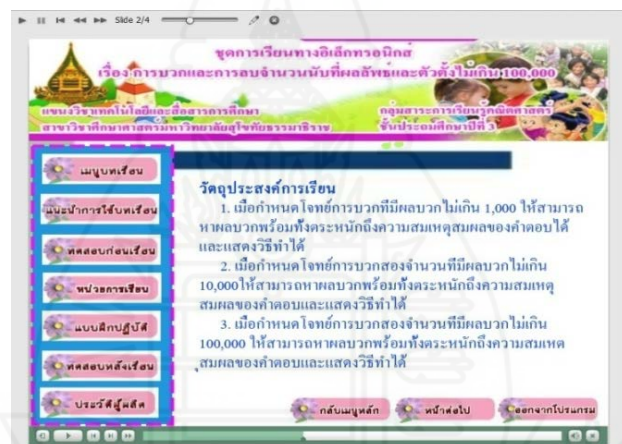 Slide 2/4
ชุดการเรียนทางอิเล็กทรอนิกส์
เรื่อง การบวกและการลบจำนวนนับที่ผลลัพธ์และตัวตั้งไม่เกิน 100,000
แขนงวิชาเทคโนโลยีและสื่อสารการศึกษา
สาขาวิชาศึกษาศาสตร์มหาวิทยาลัยสุโขทัยธรรมาธิราช
กลุ่มสาระการเรียนรู้คณิตศาสตร์
ชั้นประถมศึกษาปีที่ 3
เมนูบทเรียน
แนะนำการใช้บทเรียน
ทดสอบก่อนเรียน
หน่วยการเรียน
แบบฝึกปฏิบัติ
ทดสอบหลังเรียน
ประวัติผู้ผลิต
วัตถุประสงค์การเรียน
1. เมื่อกำหนดโจทย์การบวกที่มีผลบวกไม่เกิน 1,000 ให้สามารถ
หาผลบวกพร้อมทั้งตระหนักถึงความสมเหตุสมผลของคำตอบได้
และแสดงวิธีทำได้
2. เมื่อกำหนดโจทย์การบวกสองจำนวนที่มีผลบวกไม่เกิน
10,000ให้สามารถหาผลบวกพร้อมทั้งตระหนักถึงความสมเหตุ
สมผลของคำตอบและแสดงวิธีทำได้
3. เมื่อกำหนดโจทย์การบวกสองจำนวนที่มีผลบวกไม่เกิน
100,000 ให้สามารถหาผลบวกพร้อมทั้งตระหนักถึงความสมเหต
ุสมผลของคำตอบและแสดงวิธีทำได้
กลับเมนูหลัก
หน้าต่อไป
ออกจากโปรแกรม